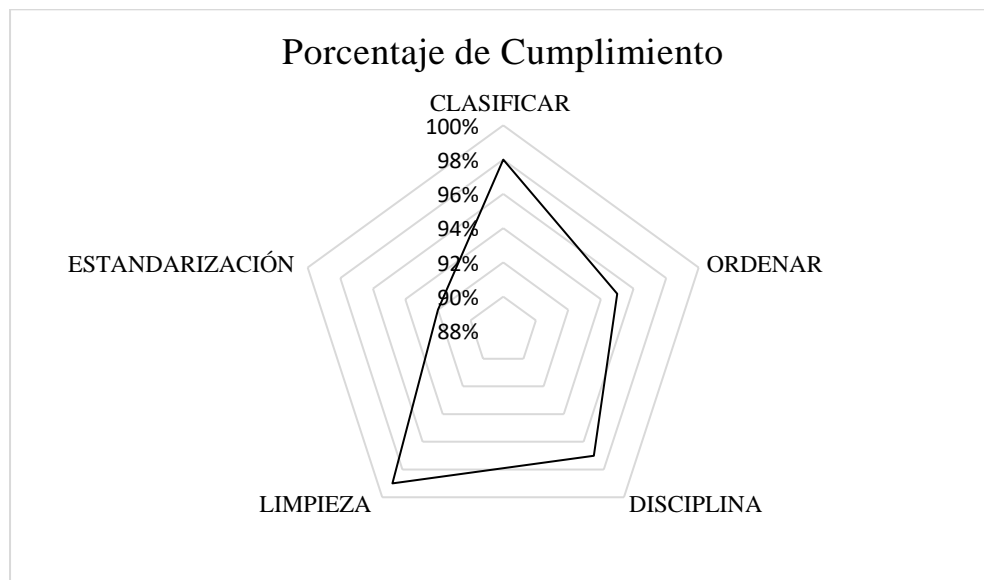 Porcentaje de Cumplimiento
CLASIFICAR
100%
98%
96%
94%
92%
90%
88%
ESTANDARIZACIÓN
ORDENAR
LIMPIEZA
DISCIPLINA